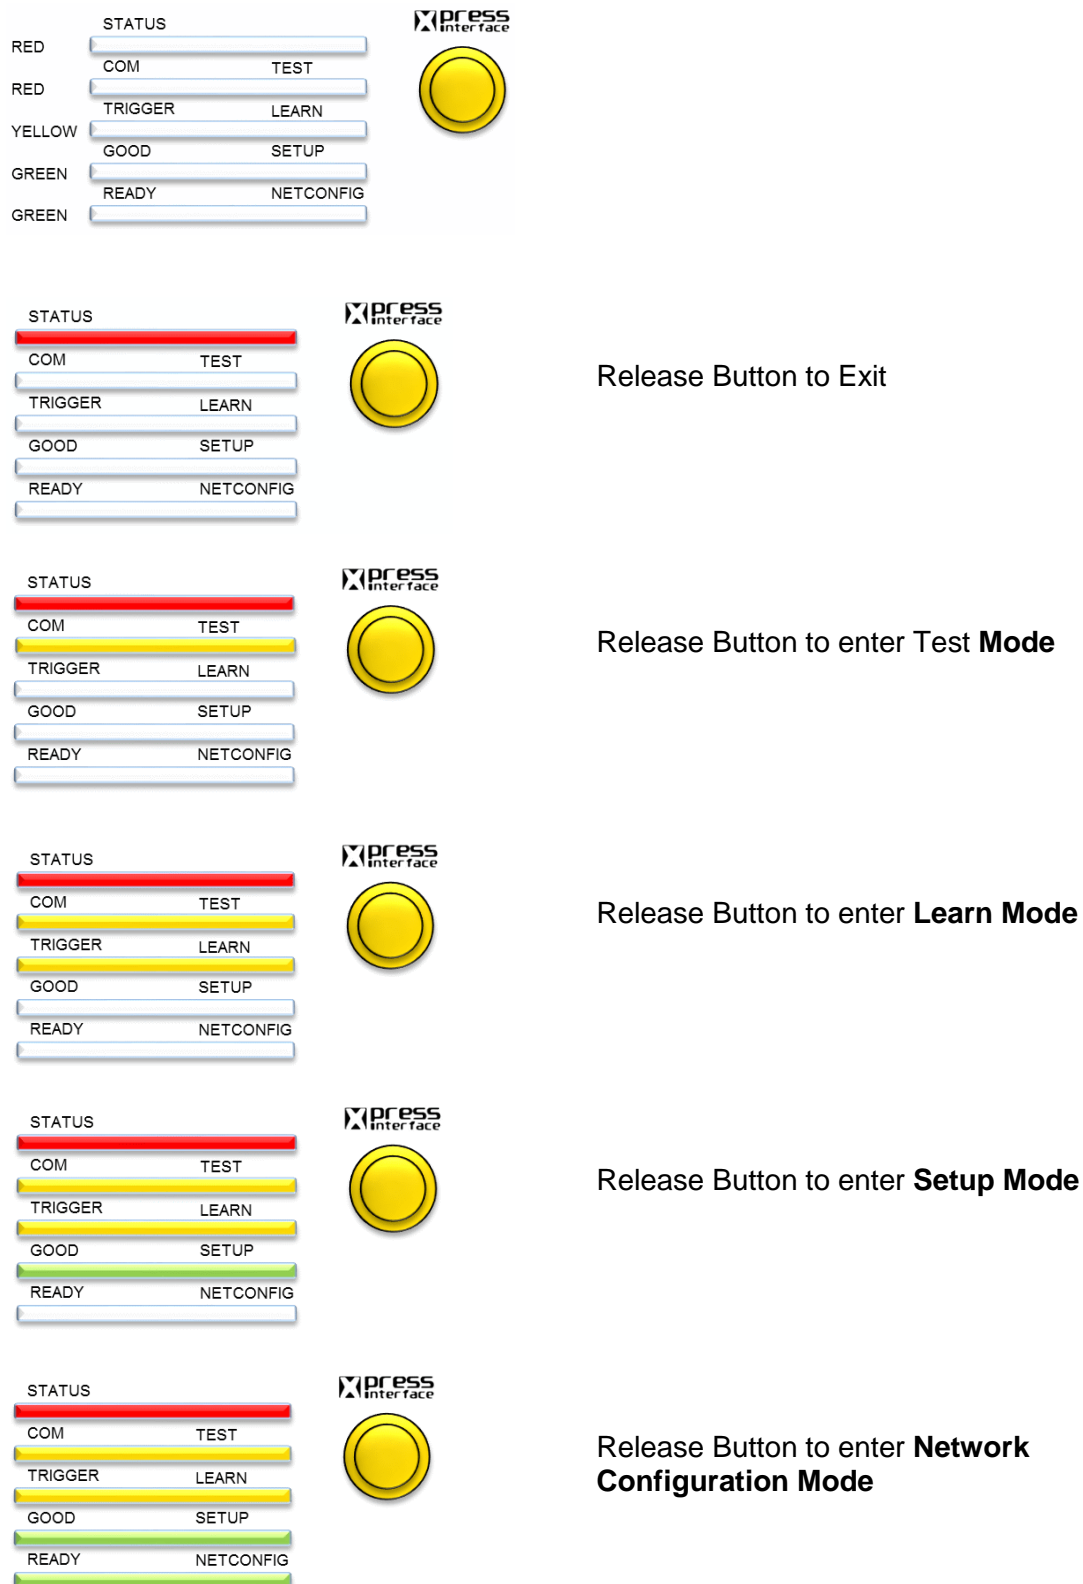 STATUS
Xpress
interface
RED
COM TEST
RED
TRIGGER LEARN
YELLOW
GOOD SETUP
GREEN
READY NETCONFIG
GREEN
STATUS
Xpress
interface
COM TEST
Release Button to Exit
TRIGGER LEARN
GOOD SETUP
READY NETCONFIG
STATUS
Xpress
interface
COM TEST
Release Button to enter Test Mode
TRIGGER LEARN
GOOD SETUP
READY NETCONFIG
STATUS
Xpress
interface
COM TEST
Release Button to enter Learn Mode
TRIGGER LEARN
GOOD SETUP
READY NETCONFIG
STATUS
Xpress
interface
COM TEST
Release Button to enter Setup Mode
TRIGGER LEARN
GOOD SETUP
READY NETCONFIG
STATUS
Xpress
interface
COM TEST
Release Button to enter Network
Configuration Mode
TRIGGER LEARN
GOOD SETUP
READY NETCONFIG